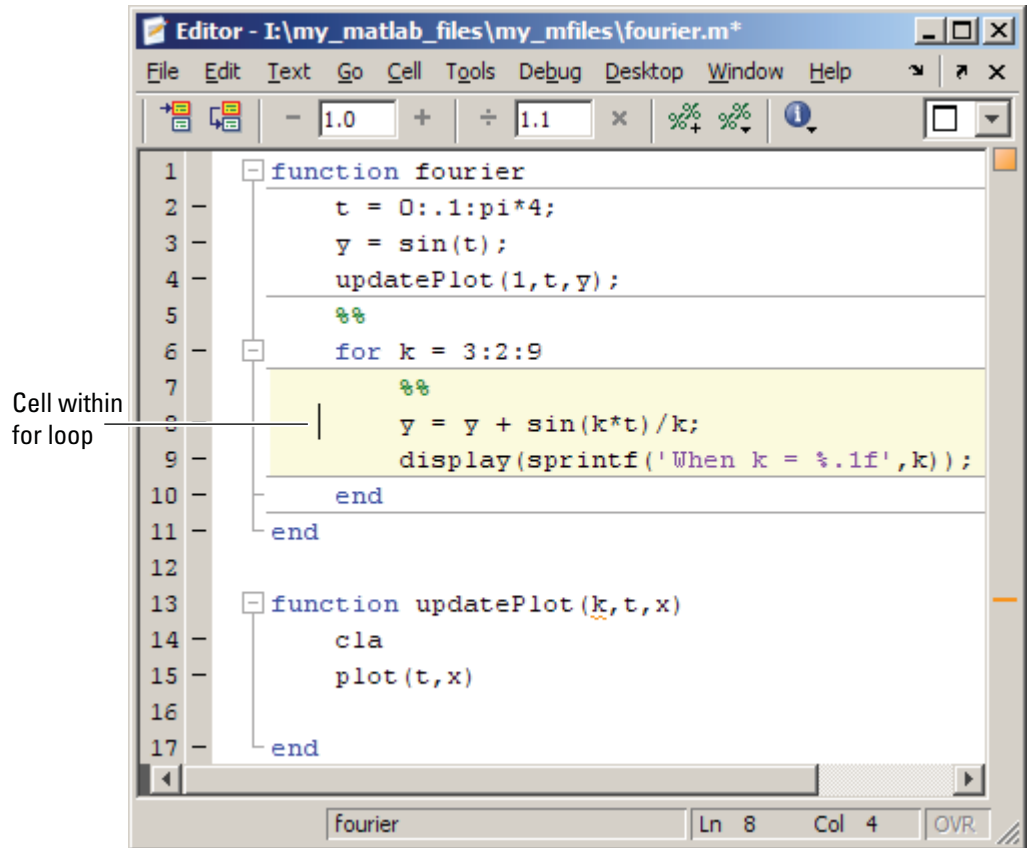 Editor - I:\my_matlab_files\my_mfiles\fourier.m*
File Edit Text Go Cell Tools Debug Desktop Window Help
- 1.0 + ÷ 1.1 ×
1 function fourier
2 - t = 0:.1:pi*4;
3 - y = sin(t);
4 - updatePlot(1,t,y);
5 %%
6 - for k = 3:2:9
7 %%
Cell within
for loop
8 - y = y + sin(k*t)/k;
9 - display(sprintf('When k = %.1f',k));
10 - end
11 - end
12
13 function updatePlot(k,t,x)
14 - cla
15 - plot(t,x)
16
17 - end
fourier Ln 8 Col 4 OVR